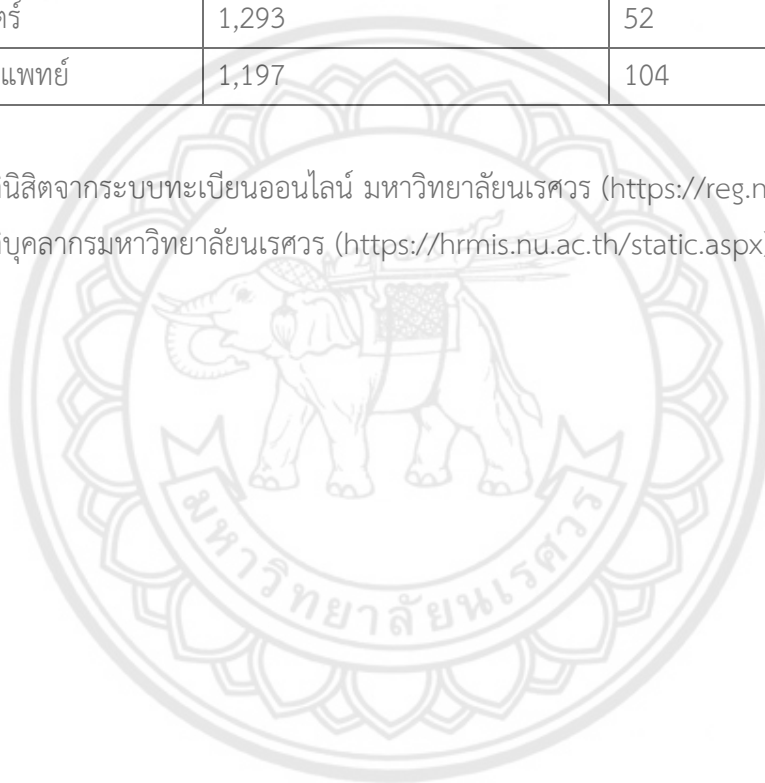 ตร์ 1,293 52
แพทย์ 1,197 104
นิสิตจากระบบทะเบียนออนไลน์ มหาวิทยาลัยนเรศวร (https://reg.n
บุคลากรมหาวิทยาลัยนเรศวร (https://hrmis.nu.ac.th/static.aspx)
มหาวิทยาลัยนเรศวร